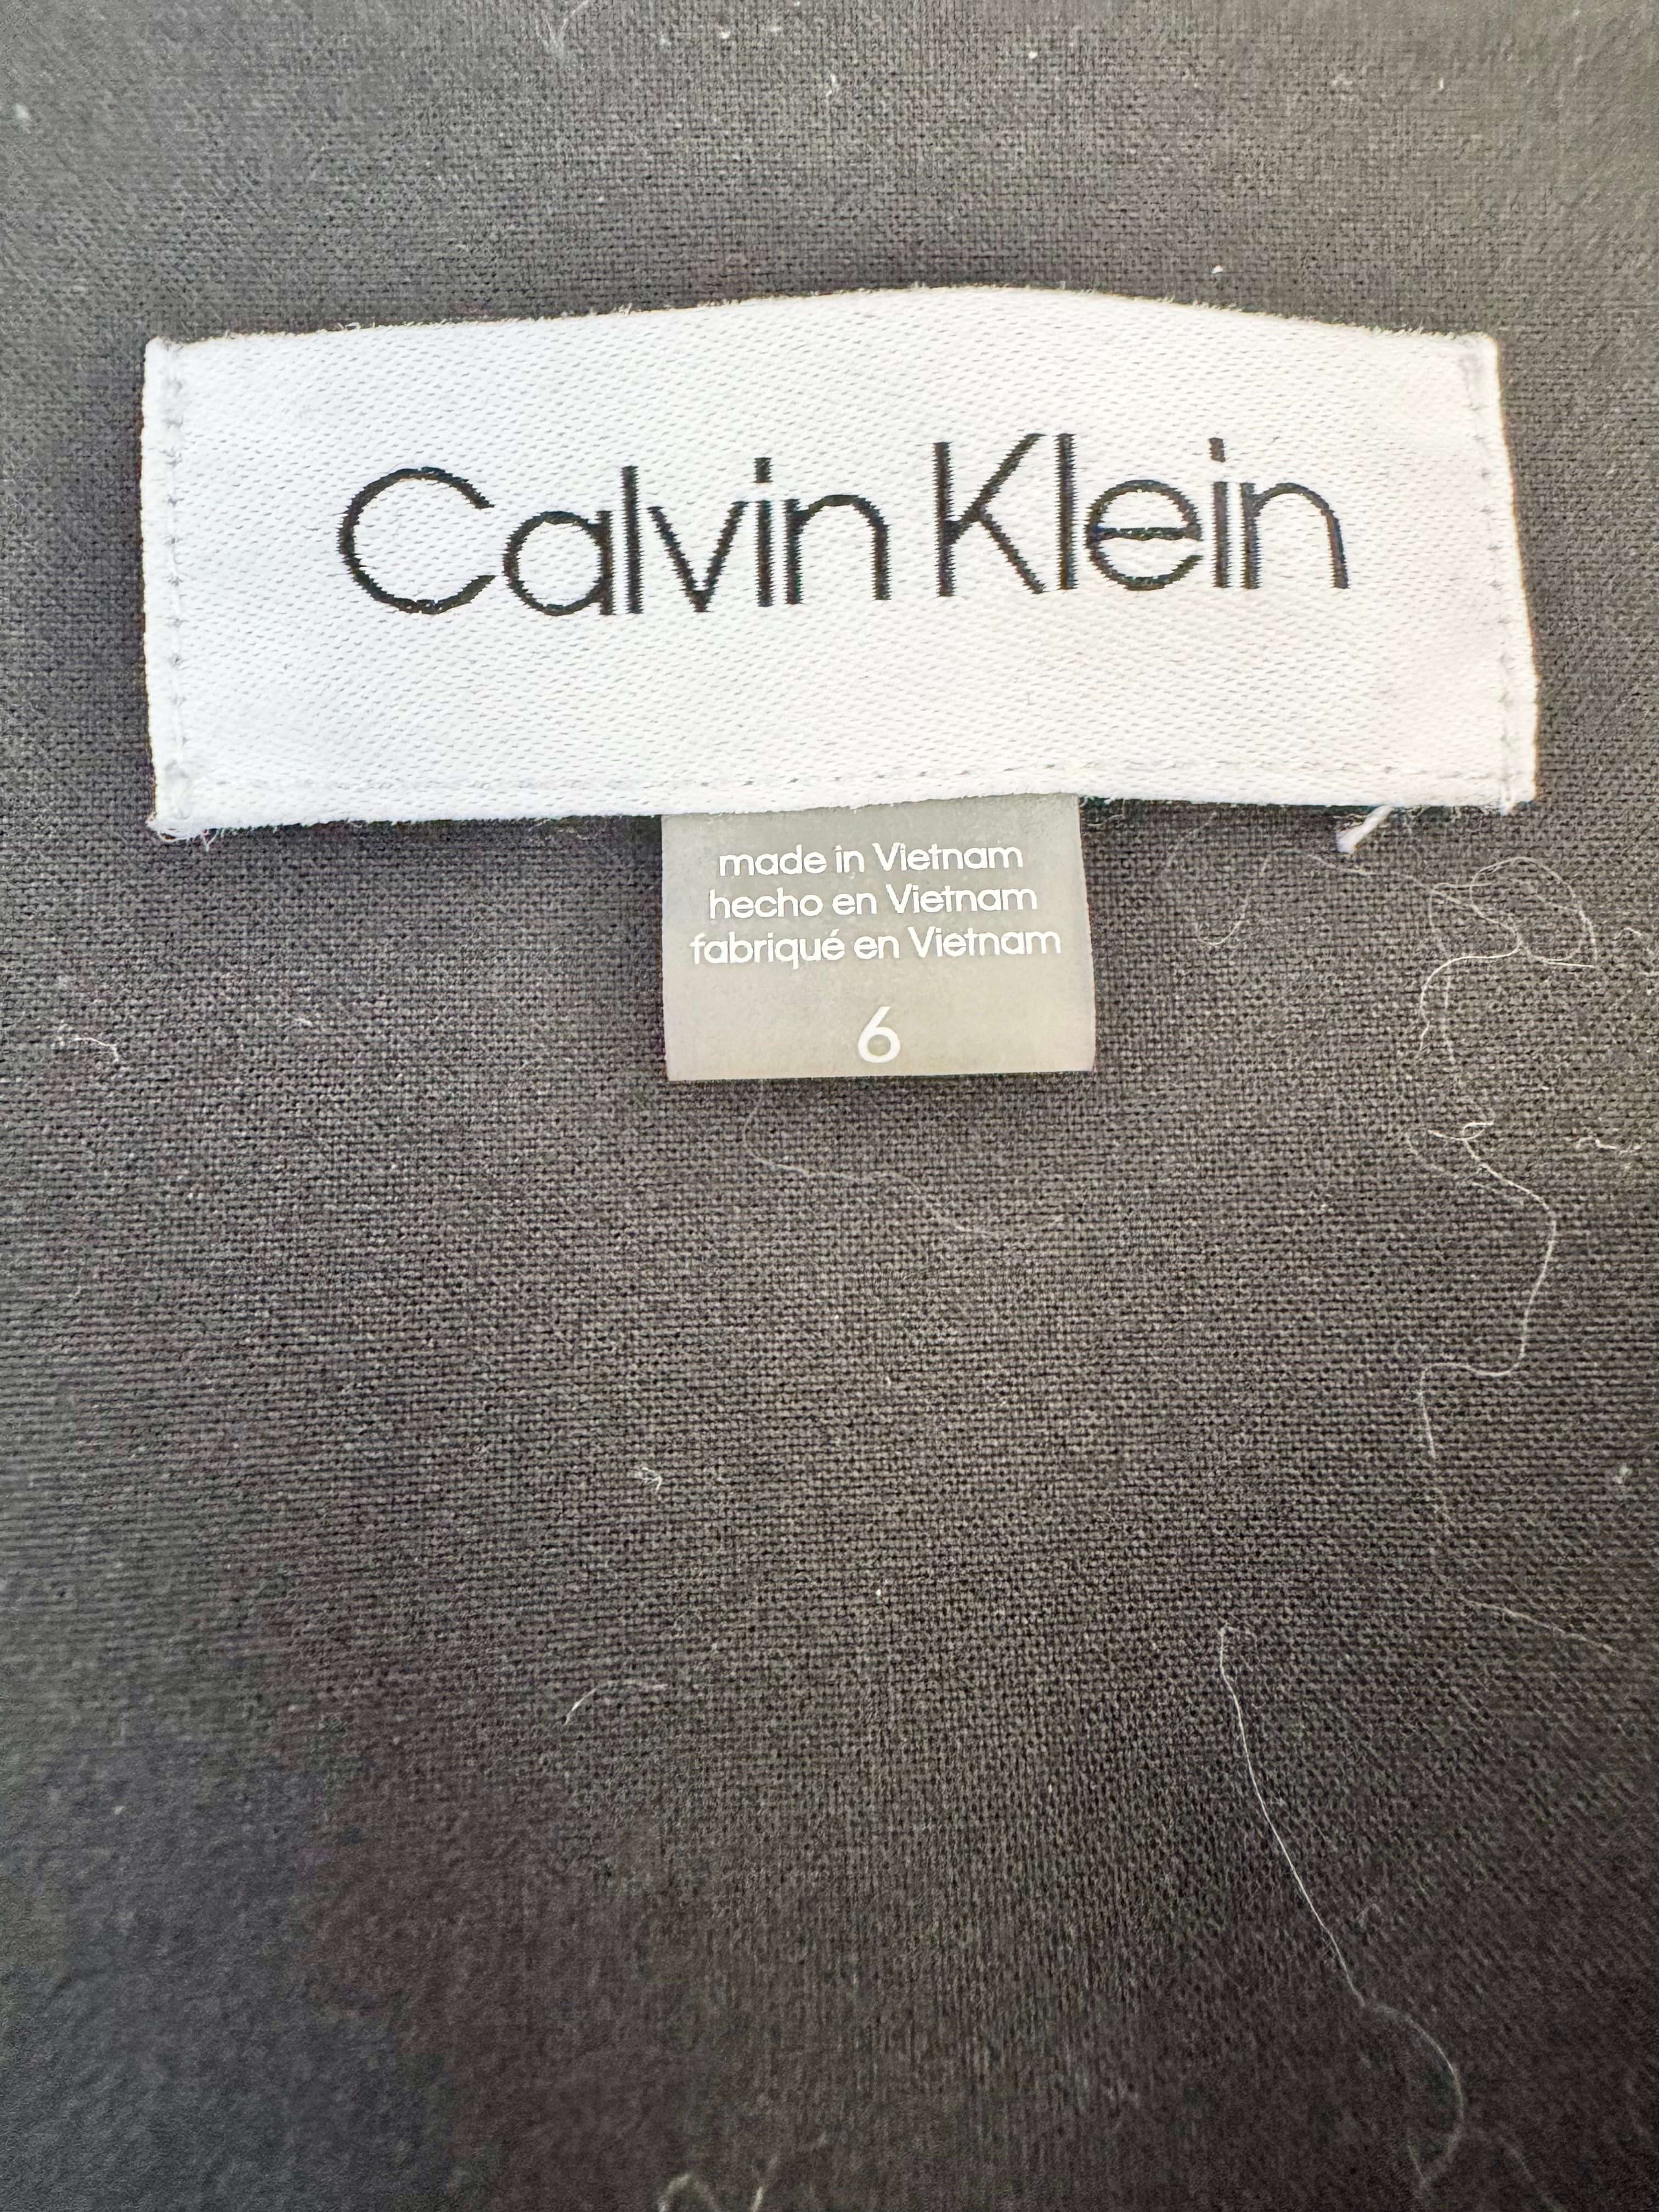 Calvin Klein
made in Vietnam
hecho en Vietnam
fabriqué en Vietnam
6